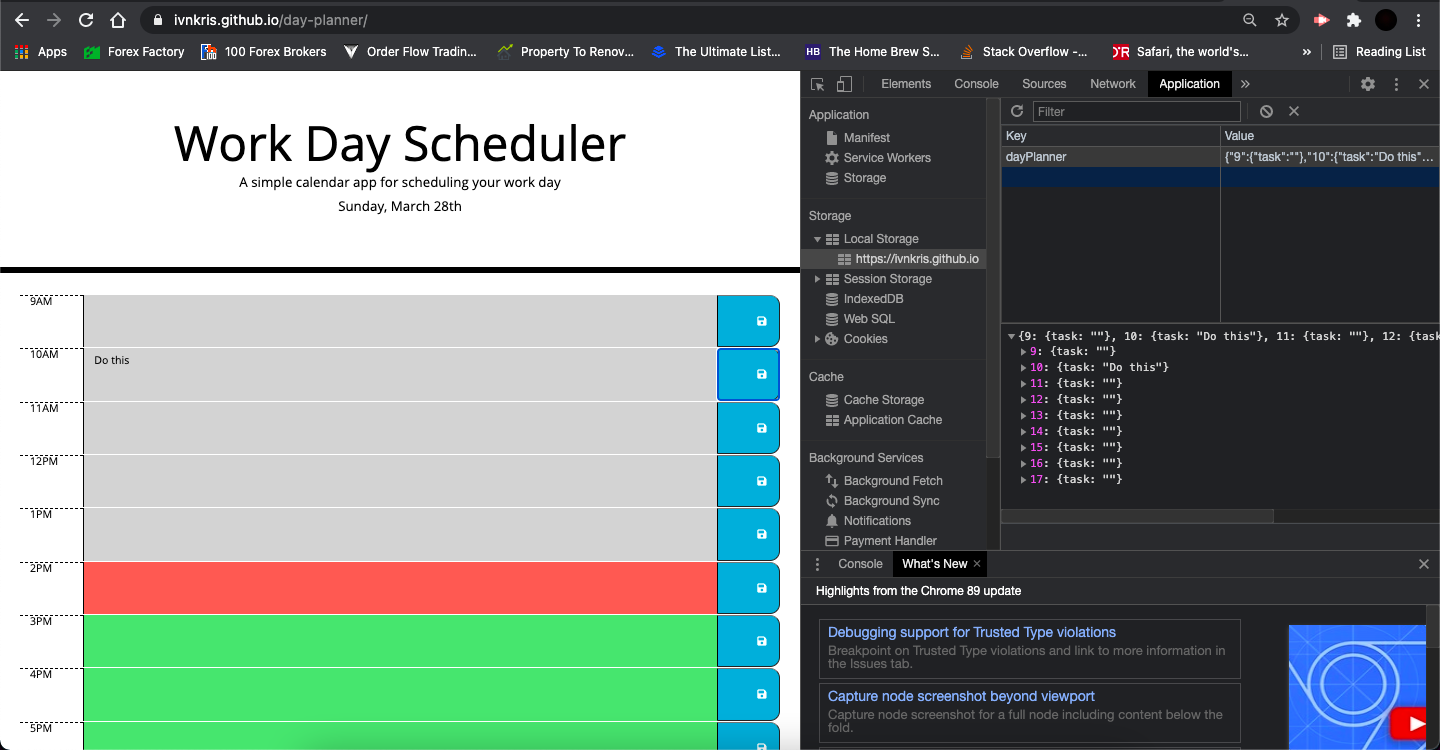 ivnkris.github.io/day-planner/
Apps Forex Factory 100 Forex Brokers Order Flow Tradin... Property To Renov... The Ultimate List... HB The Home Brew S... Stack Overflow -... Safari, the world's... » Reading List
Work Day Scheduler
A simple calendar app for scheduling your work day
Sunday, March 28th
9AM
10AM Do this
11AM
12PM
1PM
2PM
3PM
4PM
5PM
Elements Console Sources Network Application »
Application
Manifest
Service Workers
Storage
Storage
Local Storage
https://ivnkris.github.io
Session Storage
IndexedDB
Web SQL
Cookies
Cache
Cache Storage
Application Cache
Background Services
Background Fetch
Background Sync
Notifications
Payment Handler
Filter
Key Value
dayPlanner {"9":{"task":""},"10":{"task":"Do this"...
{9: {task: ""}, 10: {task: "Do this"}, 11: {task: ""}, 12: {task
9: {task: ""}
10: {task: "Do this"}
11: {task: ""}
12: {task: ""}
13: {task: ""}
14: {task: ""}
15: {task: ""}
16: {task: ""}
17: {task: ""}
Console What's New
Highlights from the Chrome 89 update
Debugging support for Trusted Type violations
Breakpoint on Trusted Type violations and link to more information in
the Issues tab.
Capture node screenshot beyond viewport
Capture node screenshot for a full node including content below the
fold.